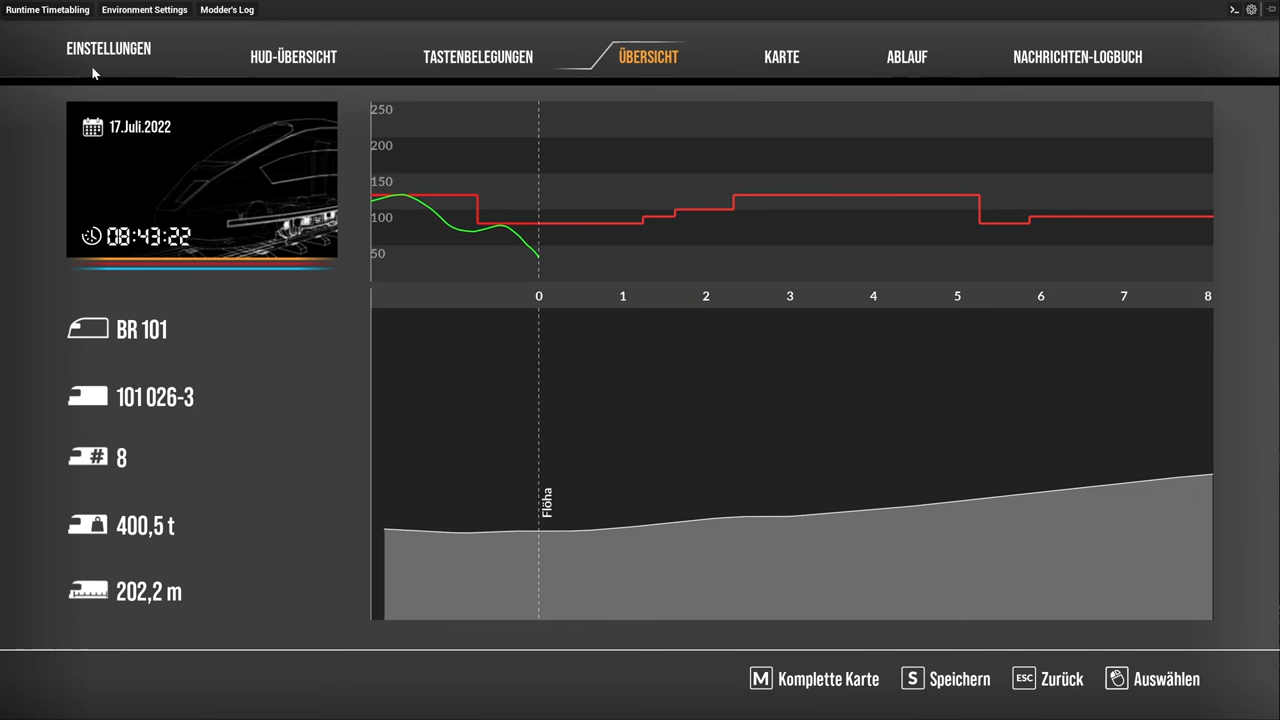 Runtime Timetabling Environment Settings Modder's Log
EINSTELLUNGEN HUD-ÜBERSICHT TASTENBELEGUNGEN ÜBERSICHT KARTE ABLAUF NACHRICHTEN-LOGBUCH
17.Juli.2022
08:43:22
BR 101
101 026-3
# 8
400,5 t
202,2 m
250
200
150
100
50
0 1 2 3 4 5 6 7 8
Flöha
M Komplette Karte S Speichern ESC Zurück Auswählen